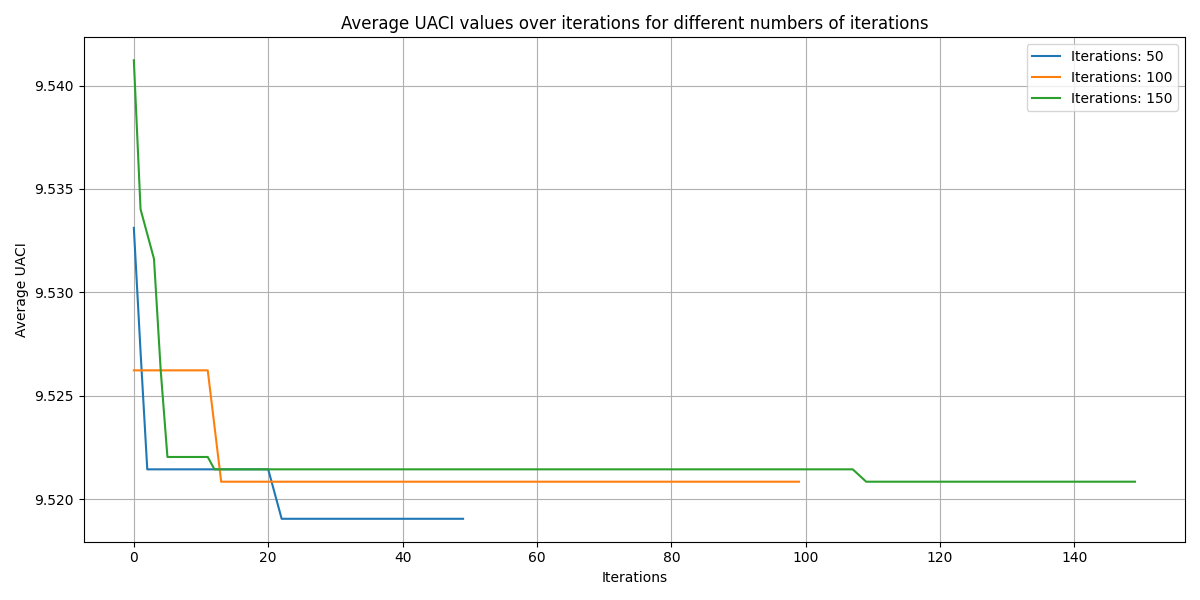 Average UACI values over iterations for different numbers of iterations
Iterations: 50
Iterations: 100
Iterations: 150
Average UACI
9.540
9.535
9.530
9.525
9.520
0 20 40 60 80 100 120 140
Iterations